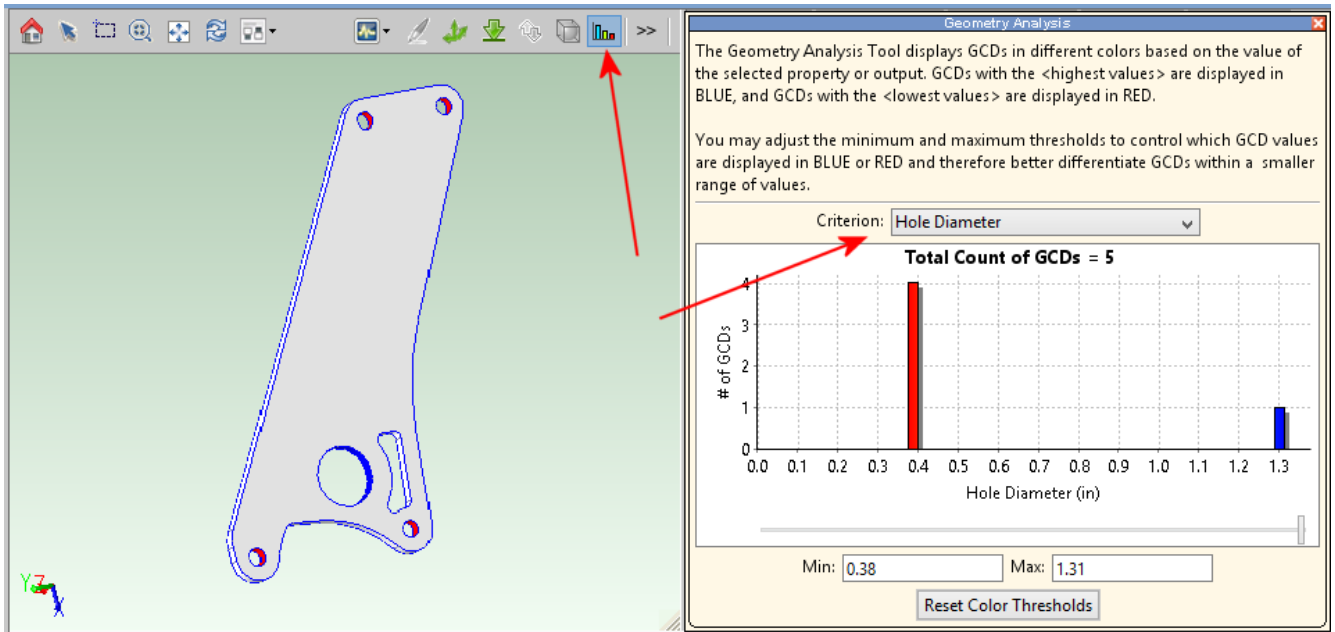 >>
Geometry Analysis
The Geometry Analysis Tool displays GCDs in different colors based on the value of
the selected property or output. GCDs with the <highest values> are displayed in
BLUE, and GCDs with the <lowest values> are displayed in RED.
You may adjust the minimum and maximum thresholds to control which GCD values
are displayed in BLUE or RED and therefore better differentiate GCDs within a smaller
range of values.
Criterion: Hole Diameter
Total Count of GCDs = 5
# of GCDs
4
3
2
1
0
0.0 0.1 0.2 0.3 0.4 0.5 0.6 0.7 0.8 0.9 1.0 1.1 1.2 1.3
Hole Diameter (in)
Min: 0.38 Max: 1.31
Reset Color Thresholds
Y Z
X